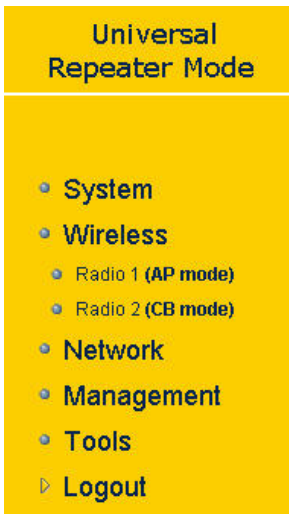 Universal
Repeater Mode
System
Wireless
Radio 1 (AP mode)
Radio 2 (CB mode)
Network
Management
Tools
Logout